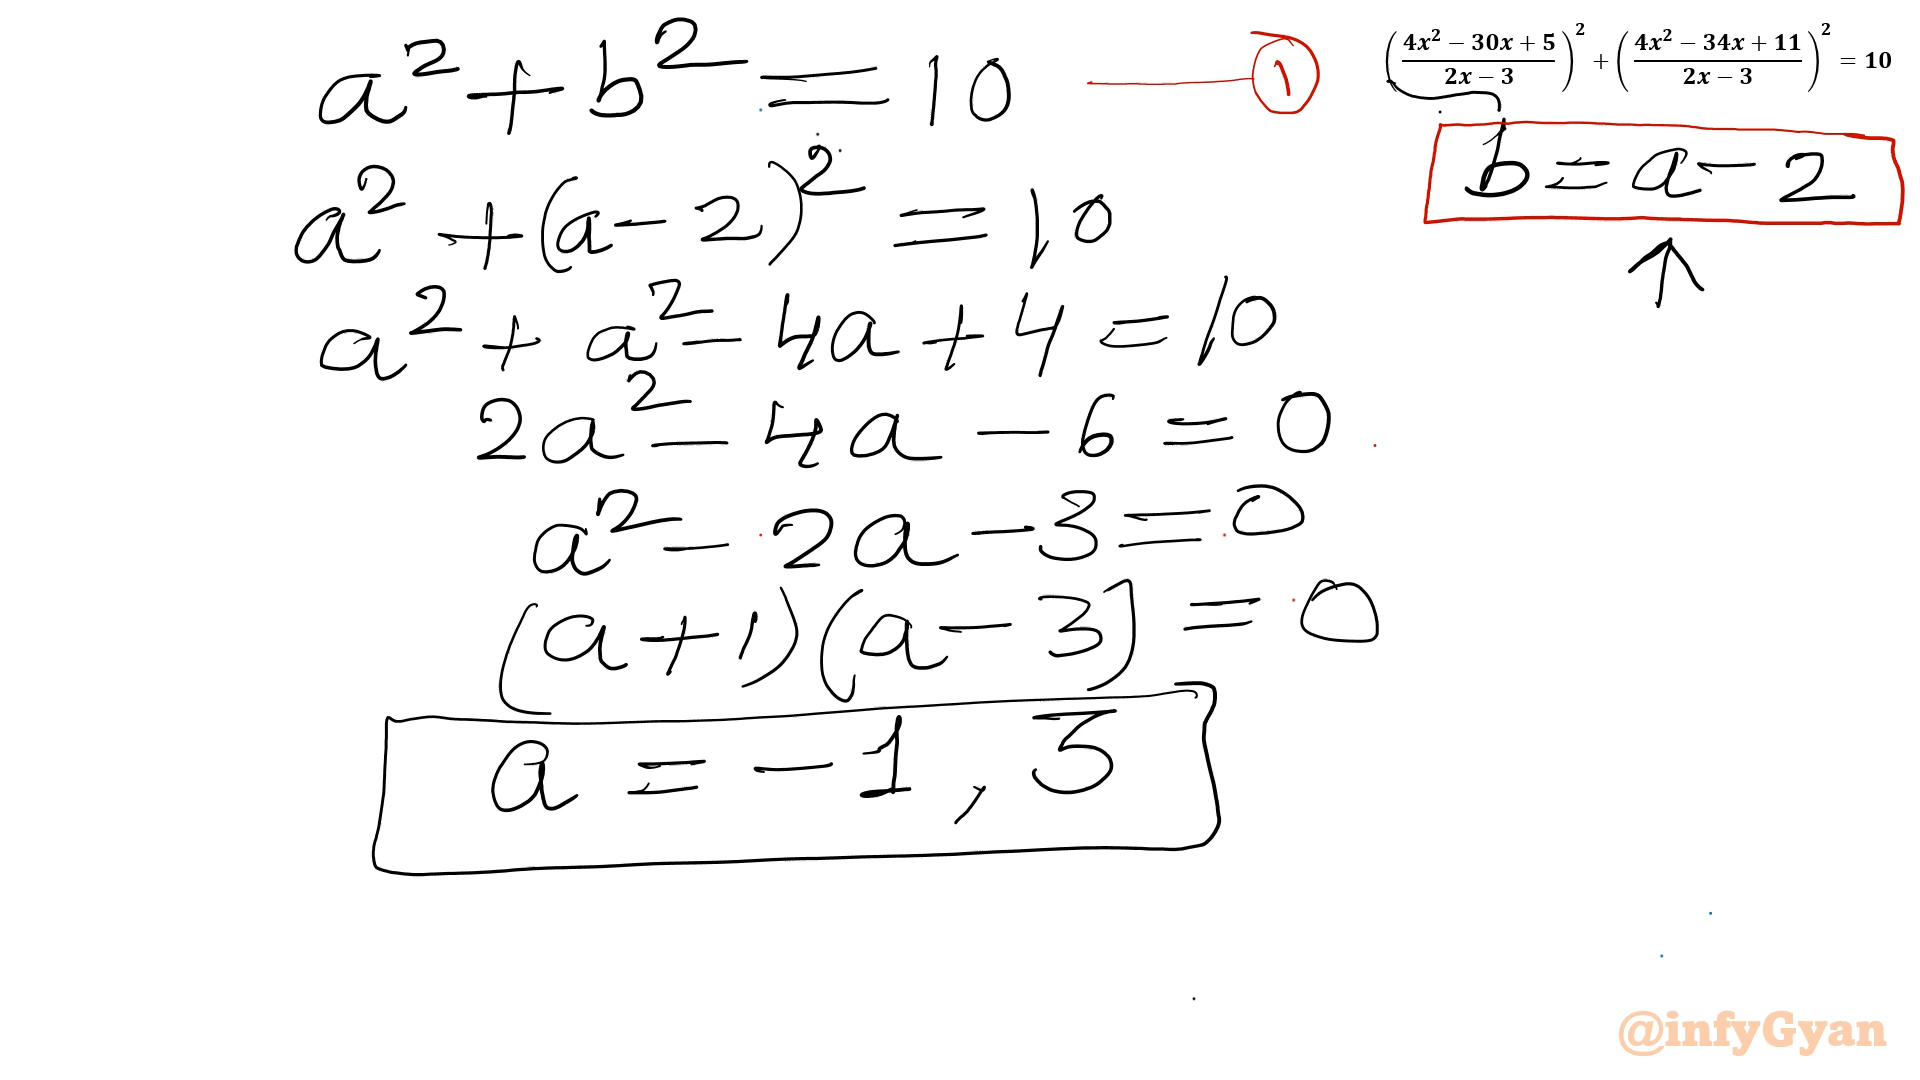 a² + b² = 10 ——— ①
((4x² − 30x + 5)/(2x − 3))² + ((4x² − 34x + 11)/(2x − 3))² = 10
b = a − 2
a² + (a − 2)² = 10
a² + a² − 4a + 4 = 10
2a² − 4a − 6 = 0
a² − 2a − 3 = 0
(a + 1)(a − 3) = 0
a = −1, 3
@infyGyan